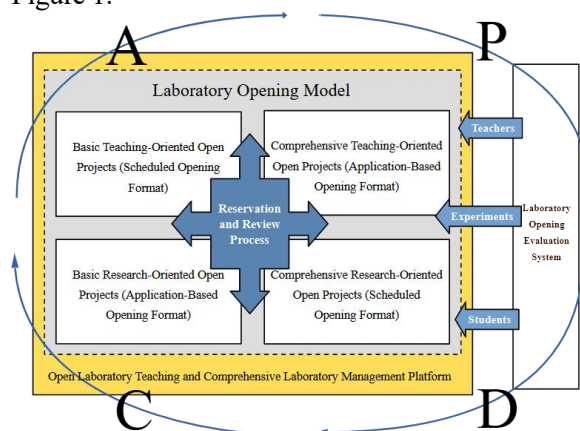 Figure 1.
A
P
Laboratory Opening Model
Basic Teaching-Oriented Open
Projects (Scheduled Opening
Format)
Comprehensive Teaching-Oriented
Open Projects (Application-Based
Opening Format)
Reservation
and Review
Process
Basic Research-Oriented Open
Projects (Application-Based
Opening Format)
Comprehensive Research-Oriented
Open Projects (Scheduled
Opening Format)
Teachers
Experiments
Students
Laboratory
Opening
Evaluation
System
Open Laboratory Teaching and Comprehensive Laboratory Management Platform
C
D